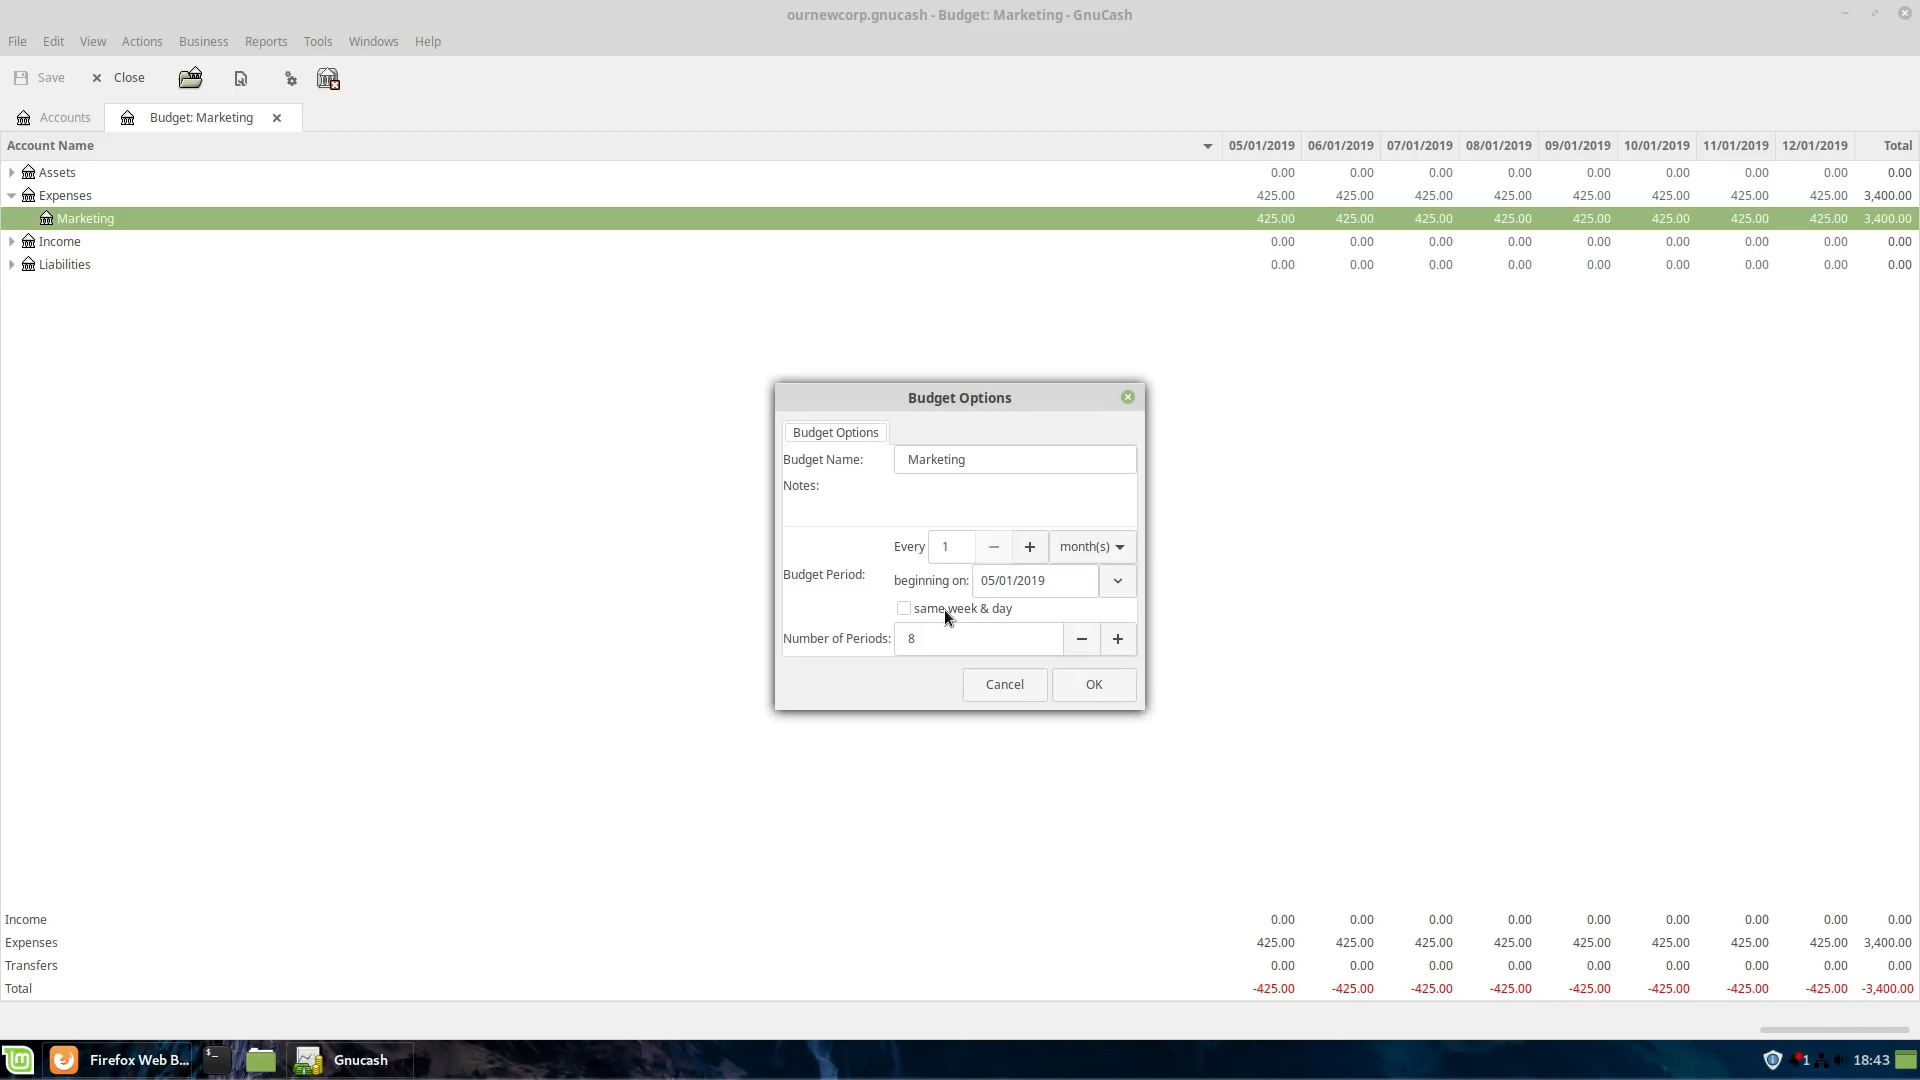 ournewcorp.gnucash - Budget: Marketing - GnuCash
File Edit View Actions Business Reports Tools Windows Help
Save Close
Accounts Budget: Marketing
Account Name 05/01/2019 06/01/2019 07/01/2019 08/01/2019 09/01/2019 10/01/2019 11/01/2019 12/01/2019 Total
Assets 0.00 0.00 0.00 0.00 0.00 0.00 0.00 0.00 0.00
Expenses 425.00 425.00 425.00 425.00 425.00 425.00 425.00 425.00 3,400.00
Marketing 425.00 425.00 425.00 425.00 425.00 425.00 425.00 425.00 3,400.00
Income 0.00 0.00 0.00 0.00 0.00 0.00 0.00 0.00 0.00
Liabilities 0.00 0.00 0.00 0.00 0.00 0.00 0.00 0.00 0.00
Budget Options
Budget Options
Budget Name: Marketing
Notes:
Every 1 month(s)
Budget Period:
beginning on: 05/01/2019
same week & day
Number of Periods: 8
Cancel OK
Income 0.00 0.00 0.00 0.00 0.00 0.00 0.00 0.00 0.00
Expenses 425.00 425.00 425.00 425.00 425.00 425.00 425.00 425.00 3,400.00
Transfers 0.00 0.00 0.00 0.00 0.00 0.00 0.00 0.00 0.00
Total -425.00 -425.00 -425.00 -425.00 -425.00 -425.00 -425.00 -425.00 -3,400.00
Firefox Web B... Gnucash 1 18:43